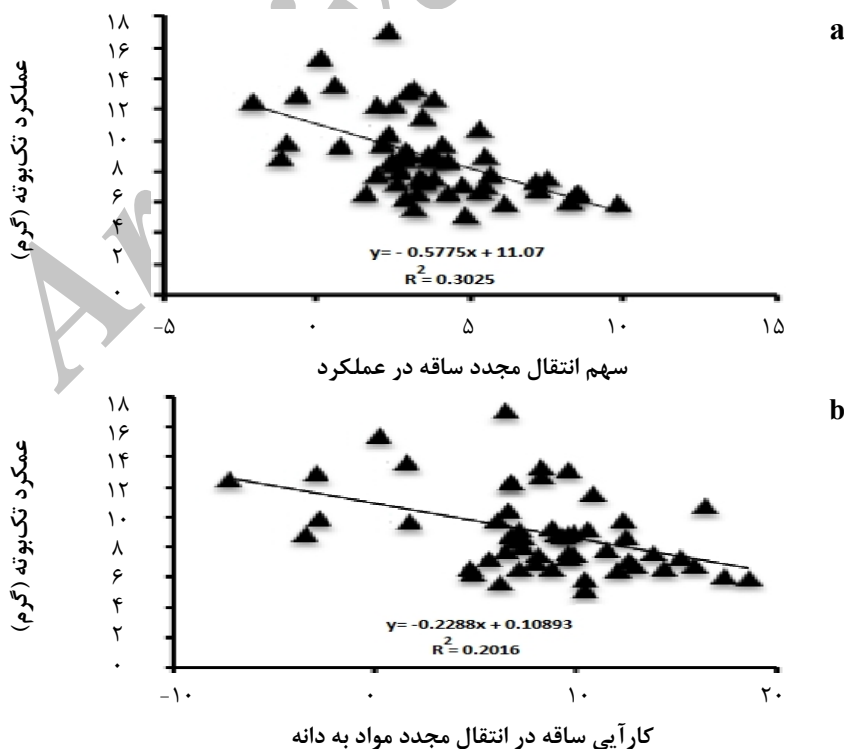 a
۱۸
۱۶
۱۴
۱۲
۱۰
۸
۶
۴
۲
۰
عملکرد تک‌بوته (گرم)
y= - 0.5775x + 11.07
R2 = 0.3025
-۵ ۰ ۵ ۱۰ ۱۵
سهم انتقال مجدد ساقه در عملکرد
b
۱۸
۱۶
۱۴
۱۲
۱۰
۸
۶
۴
۲
۰
عمکرد تک‌بوته (گرم)
y= -0.2288x + 0.10893
R2 = 0.2016
-۱۰ ۰ ۱۰ ۲۰
کارآیی ساقه در انتقال مجدد مواد به دانه